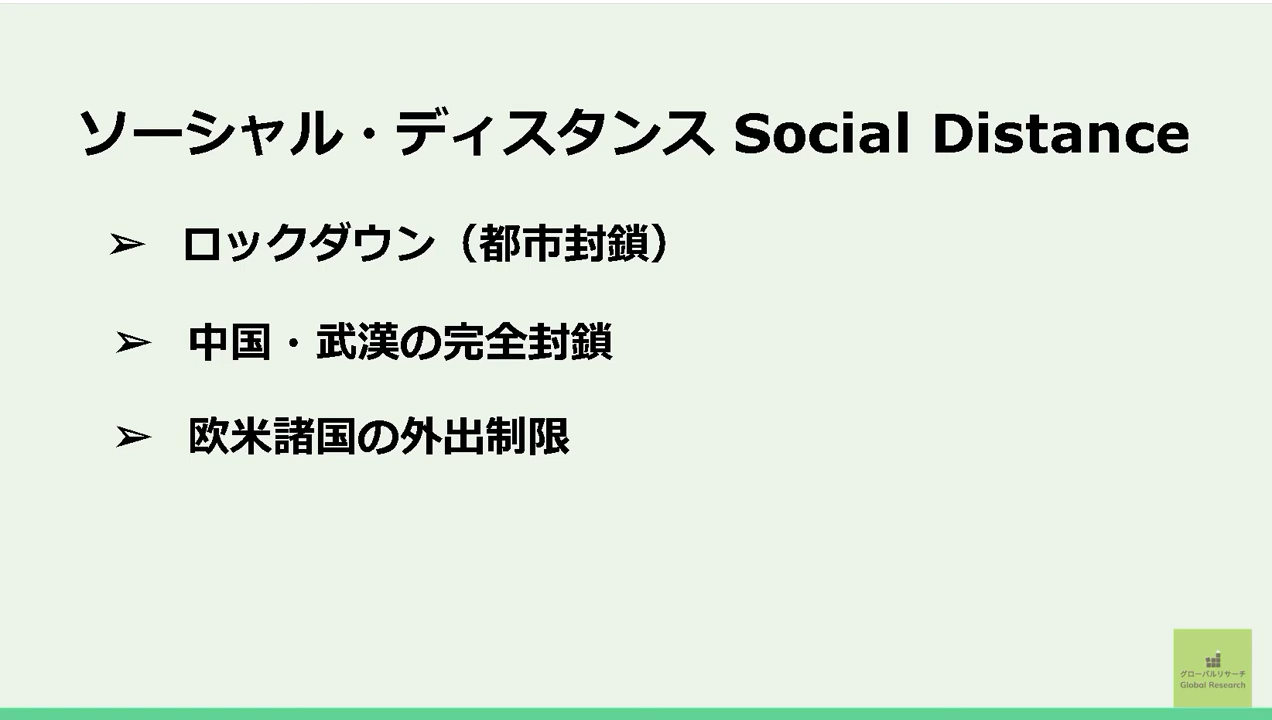 ソーシャル・ディスタンス Social Distance
➢ ロックダウン（都市封鎖）
➢ 中国・武漢の完全封鎖
➢ 欧米諸国の外出制限
グローバルリサーチ
Global Research